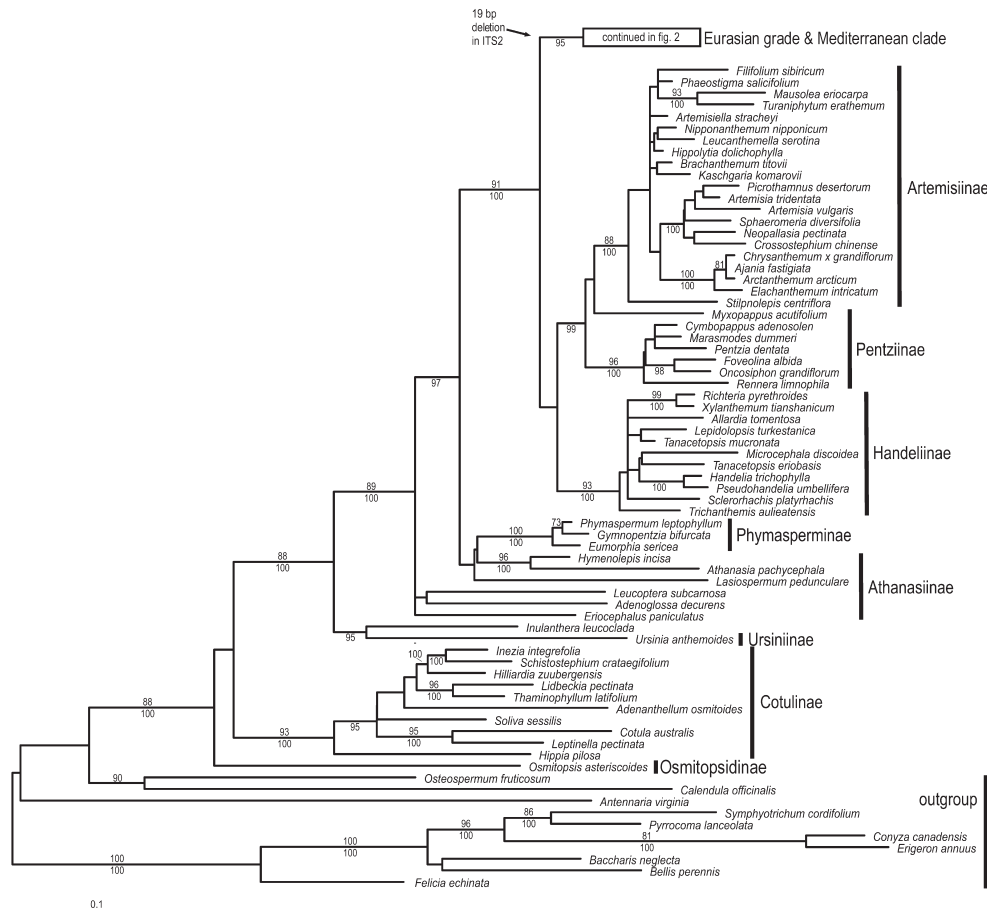 19 bp
deletion
in ITS2
95
continued in fig. 2
Eurasian grade & Mediterranean clade
Filifolium sibiricum
Phaeostigma salicifolium
93
100
Mausolea eriocarpa
Turaniphytum erathemum
Artemisiella stracheyi
Nipponanthemum nipponicum
Leucanthemella serotina
Hippolytia dolichophylla
Brachanthemum titovii
Kaschgaria komarovii
Artemisiinae
91
100
Picrothamnus desertorum
Artemisia tridentata
Artemisia vulgaris
Sphaeromeria diversifolia
100
Neopallasia pectinata
Crossostephium chinense
88
100
Chrysanthemum x grandiflorum
81
Ajania fastigiata
100
100
Arctanthemum arcticum
Elachanthemum intricatum
Stilpnolepis centriflora
Myxopappus acutifolium
99
Cymbopappus adenosolen
Marasmodes dummeri
Pentzia dentata
Pentziinae
96
100
Foveolina albida
98
Oncosiphon grandiflorum
Rennera limnophila
97
99
100
Richteria pyrethroides
Xylanthemum tianshanicum
Allardia tomentosa
Lepidolopsis turkestanica
Tanacetopsis mucronata
Microcephala discoidea
Handeliinae
Tanacetopsis eriobasis
Handelia trichophylla
100
Pseudohandelia umbellifera
93
100
Sclerorhachis platyrhachis
Trichanthemis aulieatensis
89
100
73
Phymaspermum leptophyllum
Gymnopentzia bifurcata
100
100
Eumorphia sericea
Phymasperminae
96
100
Hymenolepis incisa
Athanasia pachycephala
Lasiospermum pedunculare
Athanasiinae
Leucoptera subcarnosa
Adenoglossa decurens
Eriocephalus paniculatus
88
100
Inulanthera leucoclada
95
Ursinia anthemoides
Ursiniinae
100
100
Inezia integrefolia
Schistostephium crataegifolium
Hilliardia zuubergensis
96
100
Lidbeckia pectinata
Thaminophyllum latifolium
Adenanthellum osmitoides
Cotulinae
95
Soliva sessilis
95
100
Cotula australis
Leptinella pectinata
93
100
Hippia pilosa
88
100
Osmitopsis asteriscoides
Osmitopsidinae
90
Osteospermum fruticosum
Calendula officinalis
Antennaria virginia
outgroup
86
100
Symphyotrichum cordifolium
Pyrrocoma lanceolata
96
100
81
100
Conyza canadensis
Erigeron annuus
100
100
Baccharis neglecta
Bellis perennis
100
100
Felicia echinata
0.1